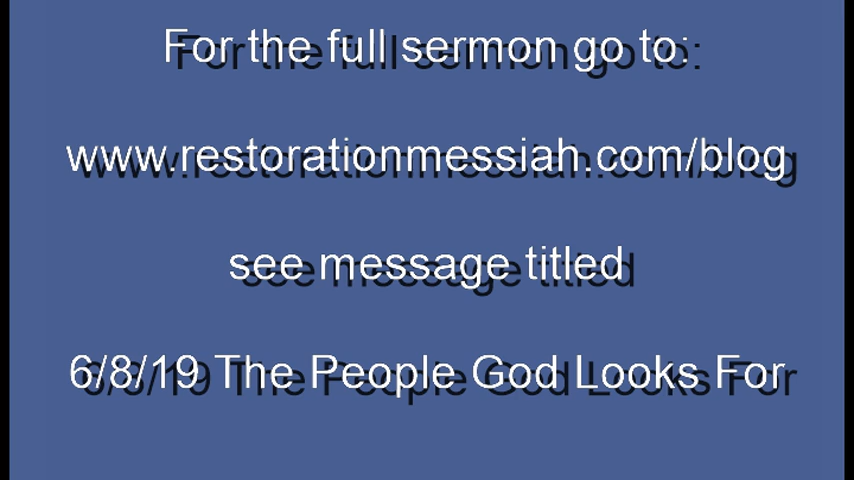 For the full sermon go to:
www.restorationmessiah.com/blog
see message titled
6/8/19 The People God Looks For